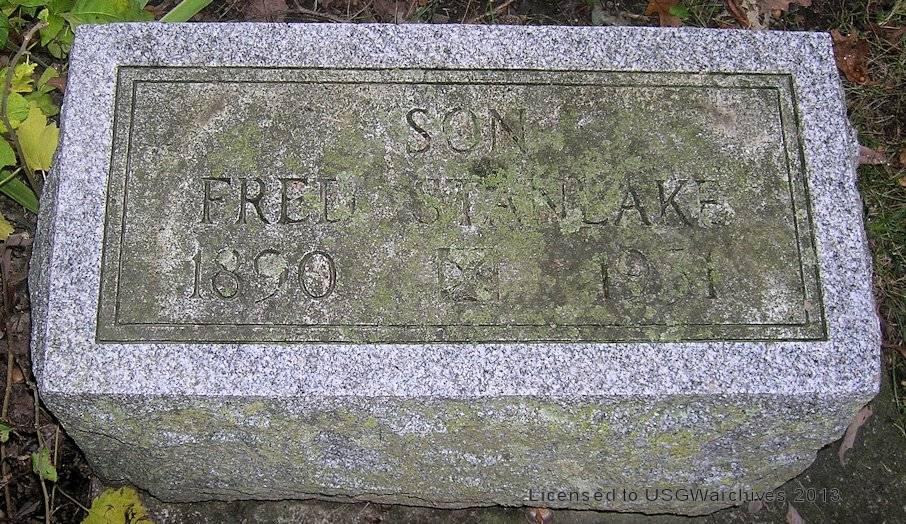 SON
FRED STANLAKE
1890 1951
Licensed to USGWarchives 2013